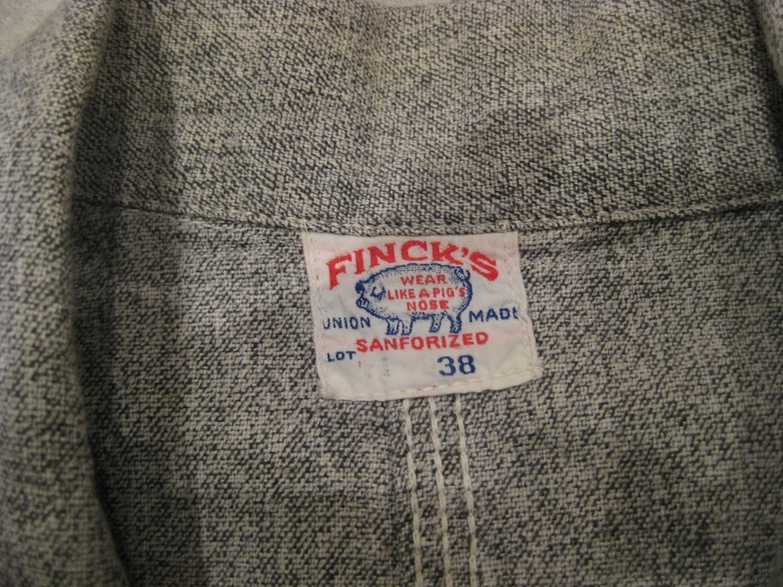 FINCK'S
WEAR
LIKE A PIG'S
NOSE
UNION MADE
SANFORIZED
LOT 38